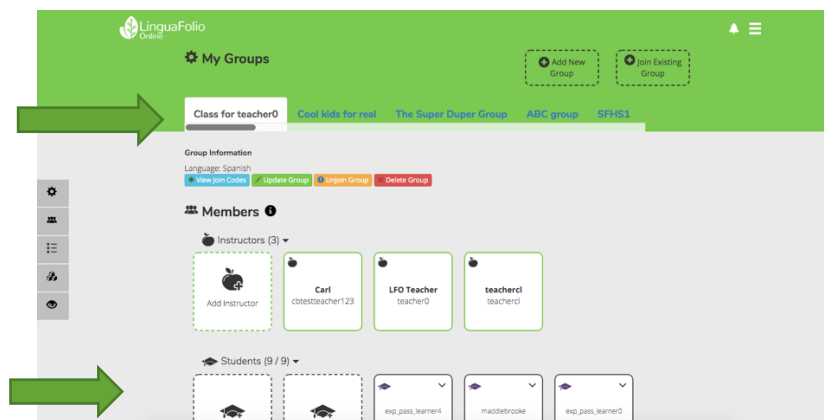 LinguaFolio
Online
My Groups
Add New
Group
Join Existing
Group
Class for teacher0
Cool kids for real
The Super Duper Group
ABC group
SFHS1
Group Information
Language: Spanish
View Join Codes
Update Group
Unjoin Group
Delete Group
Members
Instructors (3)
Add Instructor
Carl
cbtestteacher123
LFO Teacher
teacher0
teachercl
teachercl
Students (9 / 9)
exp_pass_learner4
maddiebrooke
exp_pass_learner0